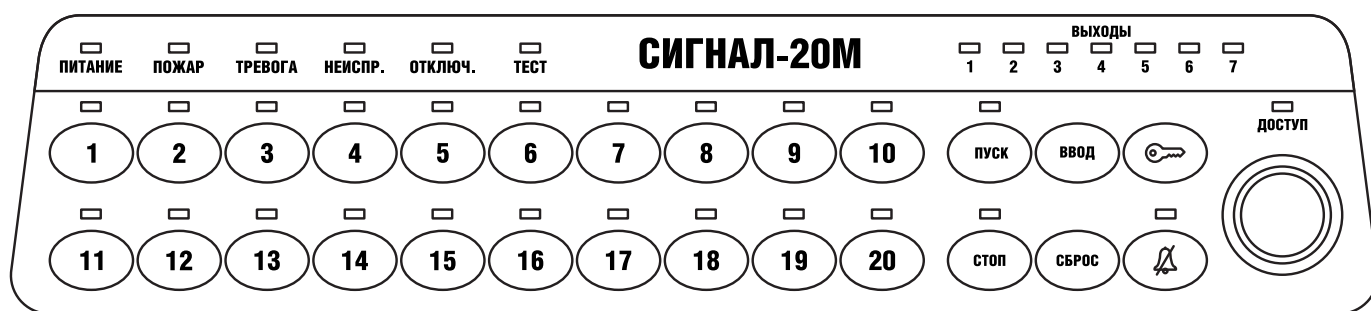 ВЫХОДЫ
СИГНАЛ-20М
ПИТАНИЕ ПОЖАР ТРЕВОГА НЕИСПР. ОТКЛЮЧ. ТЕСТ 1 2 3 4 5 6 7
ДОСТУП
1 2 3 4 5 6 7 8 9 10 ПУСК ВВОД
11 12 13 14 15 16 17 18 19 20 СТОП СБРОС